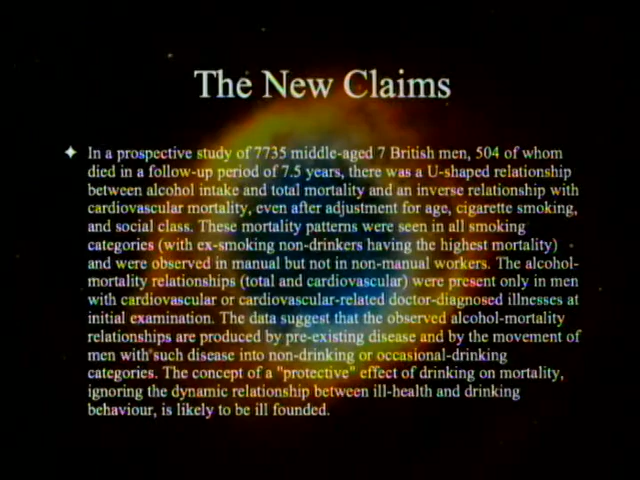 The New Claims
✦ In a prospective study of 7735 middle-aged 7 British men, 504 of whom
died in a follow-up period of 7.5 years, there was a U-shaped relationship
between alcohol intake and total mortality and an inverse relationship with
cardiovascular mortality, even after adjustment for age, cigarette smoking,
and social class. These mortality patterns were seen in all smoking
categories (with ex-smoking non-drinkers having the highest mortality)
and were observed in manual but not in non-manual workers. The alcohol-
mortality relationships (total and cardiovascular) were present only in men
with cardiovascular or cardiovascular-related doctor-diagnosed illnesses at
initial examination. The data suggest that the observed alcohol-mortality
relationships are produced by pre-existing disease and by the movement of
men with such disease into non-drinking or occasional-drinking
categories. The concept of a "protective" effect of drinking on mortality,
ignoring the dynamic relationship between ill-health and drinking
behaviour, is likely to be ill founded.